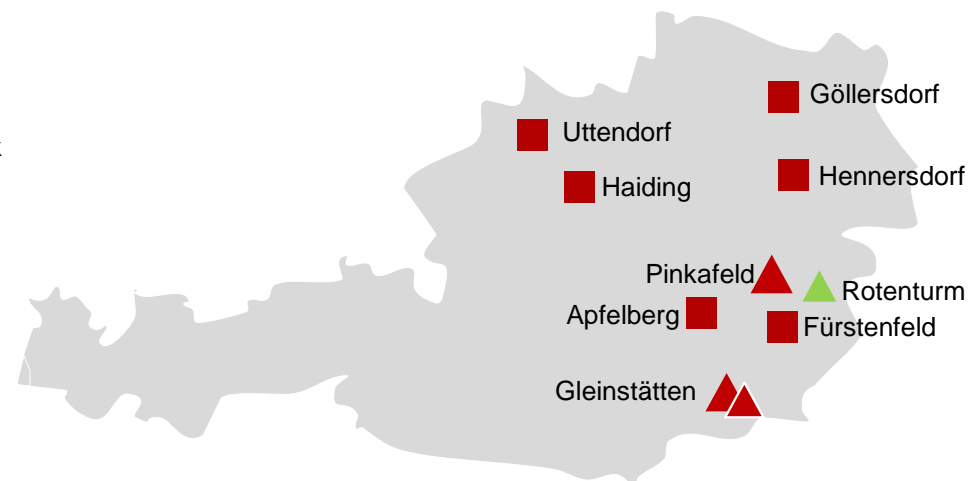 Göllersdorf
Uttendorf
Hennersdorf
Haiding
Pinkafeld
Rotenturm
Apfelberg
Fürstenfeld
Gleinstätten